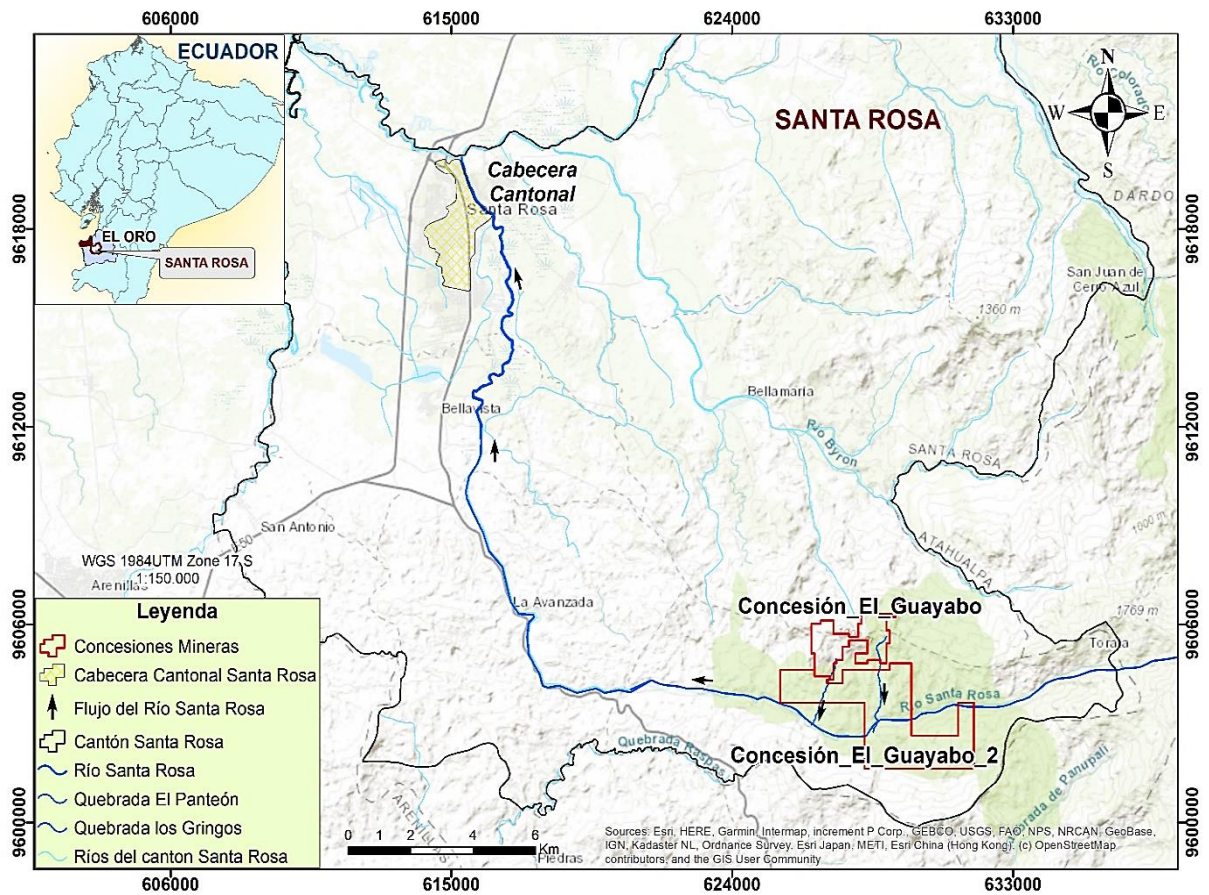 606000
615000
624000
633000
ECUADOR
EL ORO
SANTA ROSA
SANTA ROSA
N
W
E
S
Río Colorado
DARDO
Cabecera
Cantonal
Santa Rosa
9618000
9618000
San Juan de
Cerro Azul
1360 m
Bellamaría
Bellavista
9612000
9612000
Río Byron
SANTA ROSA
San Antonio
1000 m
ATAHUALPA
E50
WGS 1984UTM Zone 17 S
1:150.000
Arenillas
La Avanzada
Concesión_El_Guayabo
1769 m
9606000
9606000
Torata
Río Santa Rosa
Concesión_El_Guayabo_2
Quebrada Raspas
Quebrada de Panupali
ARENILLAS
Piedras
9600000
9600000
Leyenda
Concesiones Mineras
Cabecera Cantonal Santa Rosa
Flujo del Río Santa Rosa
Cantón Santa Rosa
Río Santa Rosa
Quebrada El Panteón
Quebrada los Gringos
Ríos del canton Santa Rosa
0 2 4 6
Km
Sources: Esri, HERE, Garmin, Intermap, increment P Corp., GEBCO, USGS, FAO, NPS, NRCAN, GeoBase,
IGN, Kadaster NL, Ordnance Survey, Esri Japan, METI, Esri China (Hong Kong), (c) OpenStreetMap
contributors, and the GIS User Community
606000
615000
624000
633000